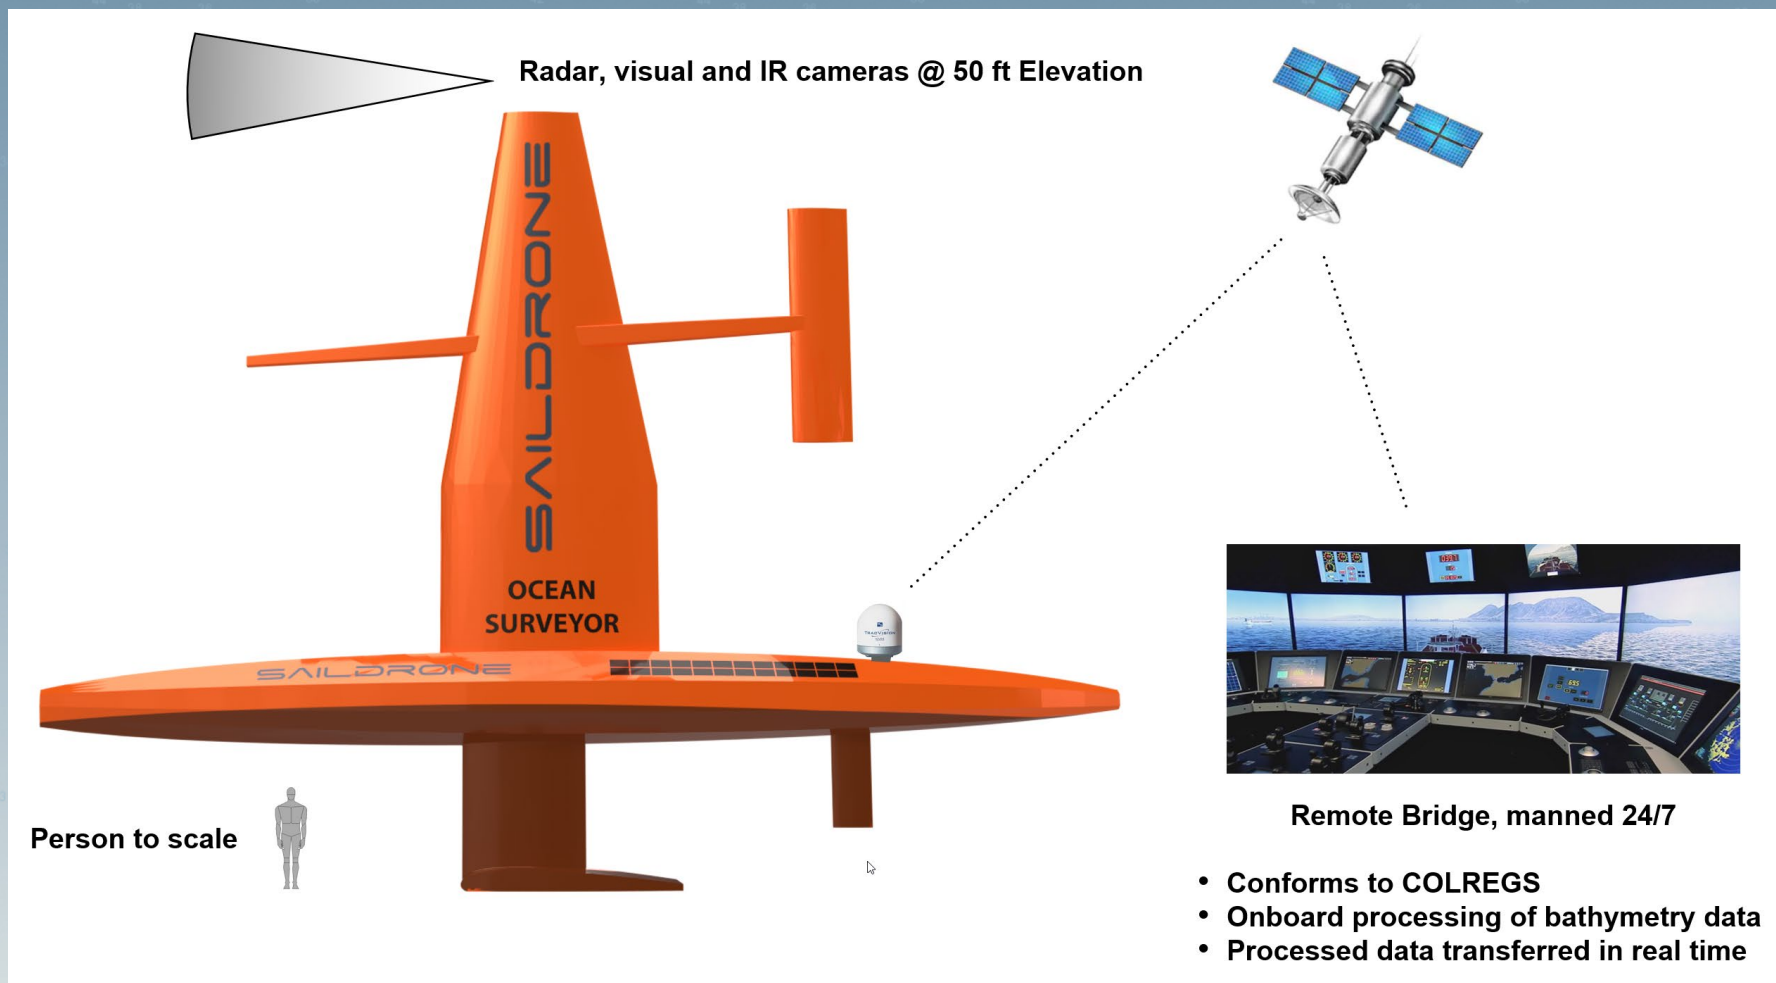 Radar, visual and IR cameras @ 50 ft Elevation
SAILDRONE
OCEAN
SURVEYOR
SAILDRONE
Person to scale
Remote Bridge, manned 24/7
• Conforms to COLREGS
• Onboard processing of bathymetry data
• Processed data transferred in real time